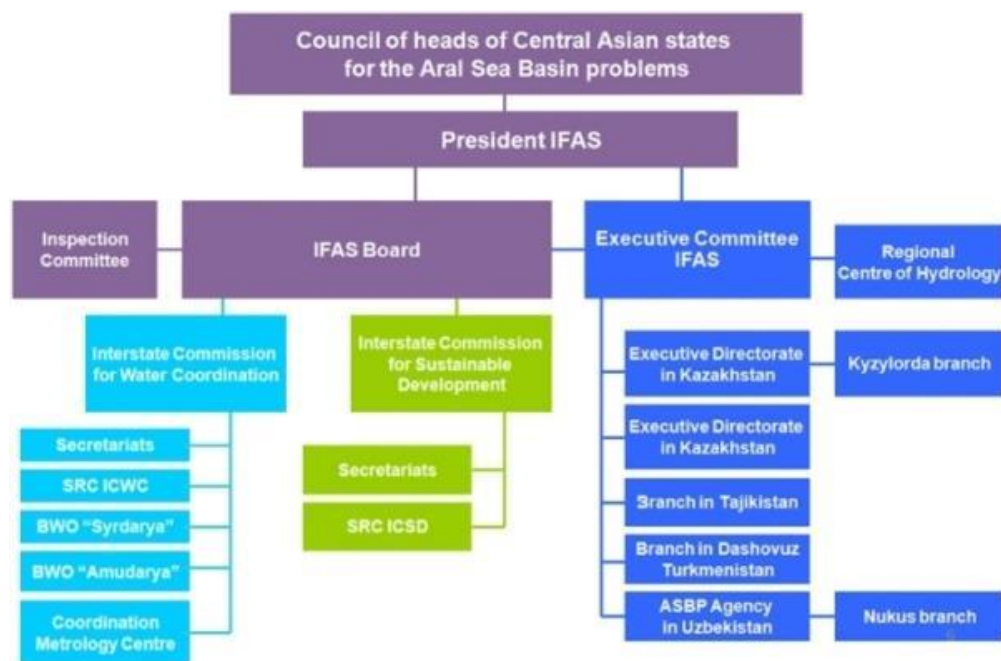 Council of heads of Central Asian states
for the Aral Sea Basin problems
President IFAS
Inspection
Committee
IFAS Board
Executive Committee
IFAS
Regional
Centre of Hydrology
Interstate Commission
for Water Coordination
Interstate Commission
for Sustainable
Development
Executive Directorate
in Kazakhstan
Kyzylorda branch
Secretariats
SRC ICWC
BWO “Syrdarya”
BWO “Amudarya”
Coordination
Metrology Centre
Secretariats
SRC ICSD
Executive Directorate
in Kazakhstan
Branch in Tajikistan
Branch in Dashovuz
Turkmenistan
ASBP Agency
in Uzbekistan
Nukus branch